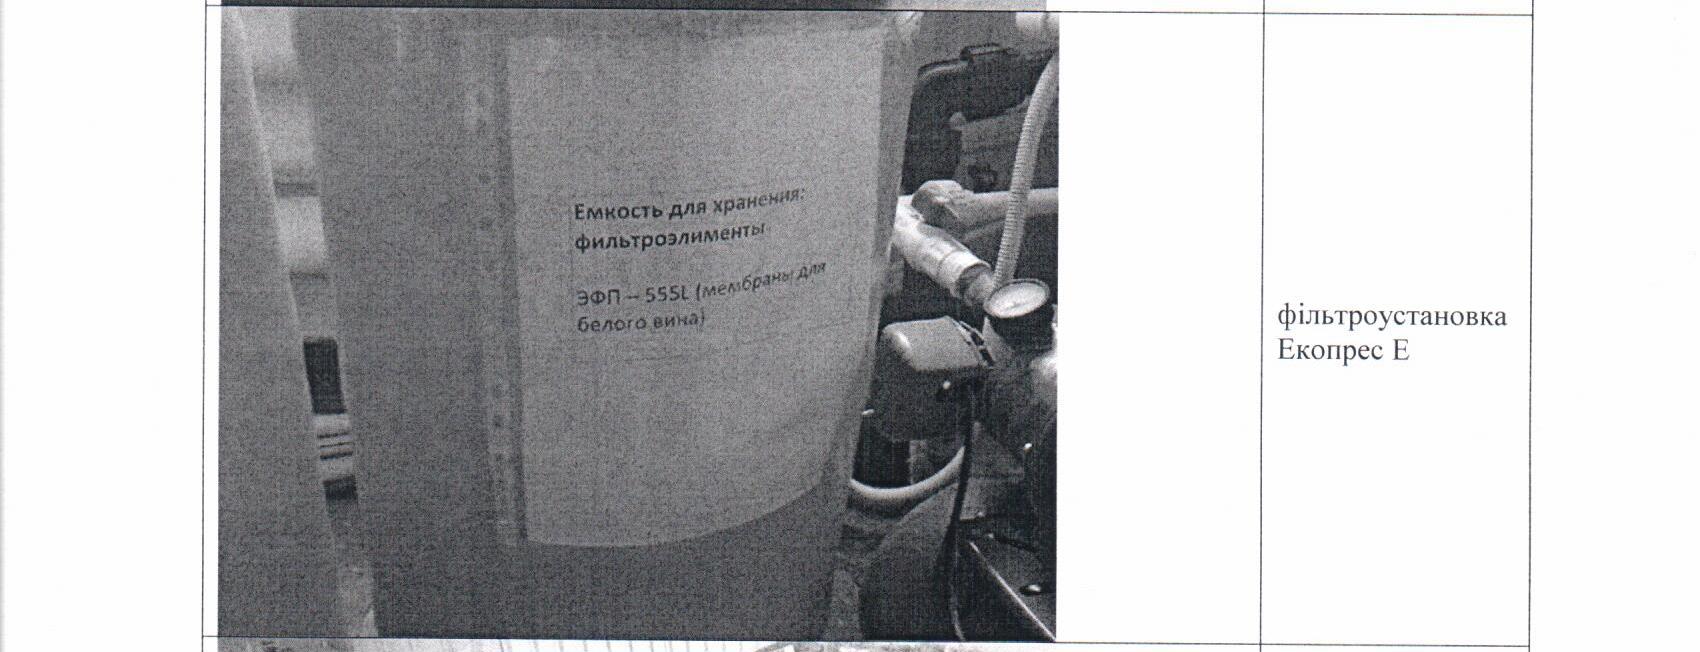 Емкость для хранения:
фильтроэлименты
ЭФП – 555L (мембраны для
белого вина)
фільтроустановка
Екопрес Е